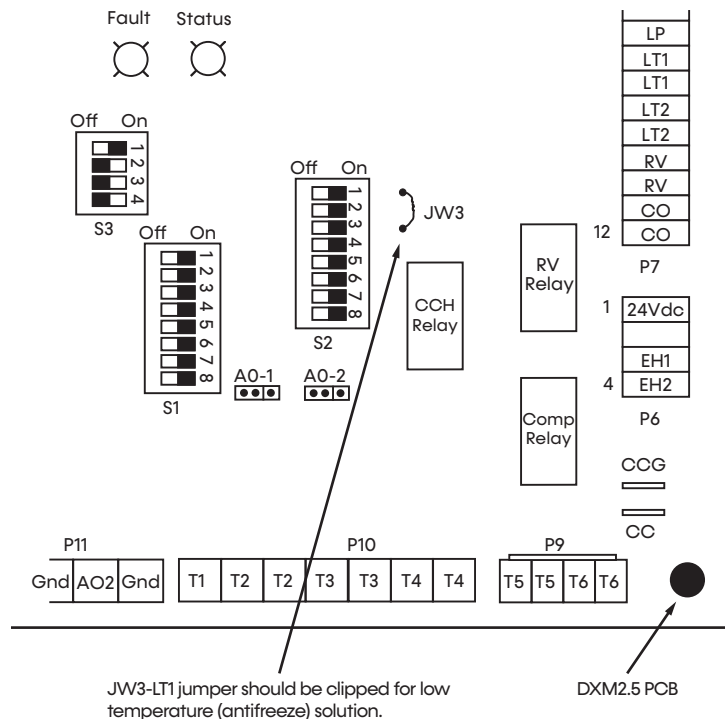 Fault Status
LP
LT1
LT1
LT2
LT2
RV
RV
CO
12 CO
P7
Off On
1
2
3
4
S3
Off On
1
2
3
4
5
6
7
8
S1
Off On
1
2
3
4
5
6
7
8
S2
JW3
CCH
Relay
RV
Relay
1 24Vdc
EH1
4 EH2
P6
A0-1 A0-2
Comp
Relay
CCG
CC
P11 P10 P9
Gnd AO2 Gnd T1 T2 T2 T3 T3 T4 T4 T5 T5 T6 T6
JW3-LT1 jumper should be clipped for low
temperature (antifreeze) solution.
DXM2.5 PCB